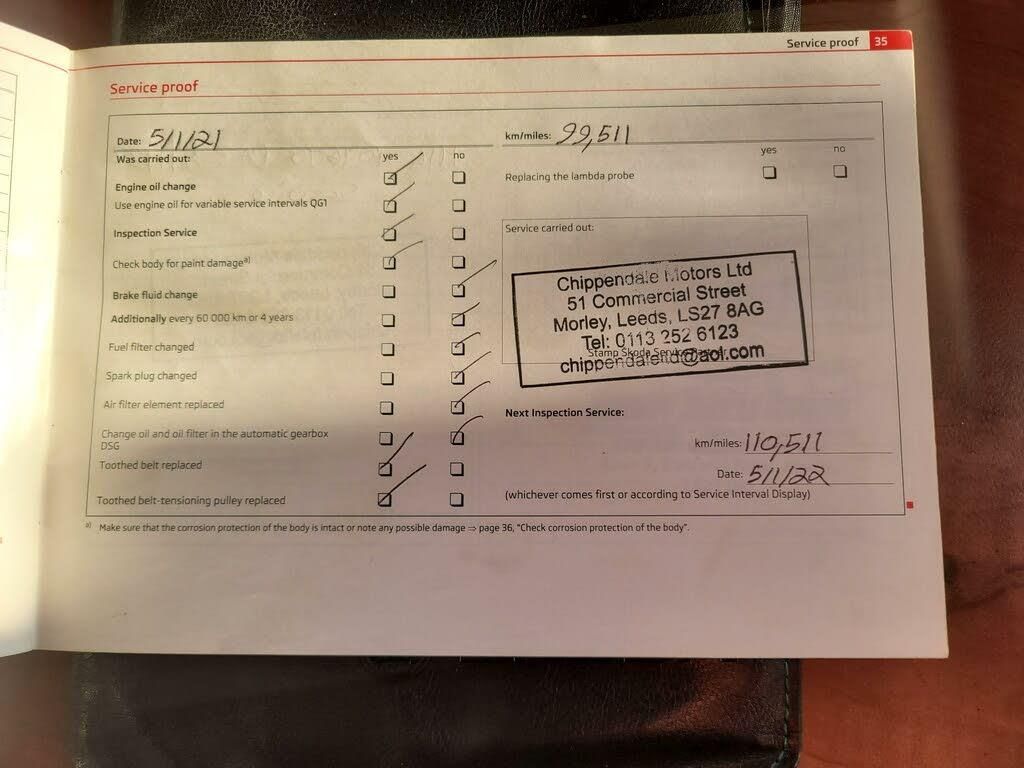 Service proof 35
Service proof
Date: 5/1/21
km/miles: 99,511
Was carried out:
yes no
yes no
Engine oil change
Replacing the lambda probe
Use engine oil for variable service intervals QG1
Inspection Service
Service carried out:
Check body for paint damage a)
Brake fluid change
Additionally every 60 000 km or 4 years
Fuel filter changed
Spark plug changed
Air filter element replaced
Change oil and oil filter in the automatic gearbox
DSG
Toothed belt replaced
Toothed belt-tensioning pulley replaced
Chippendale Motors Ltd
51 Commercial Street
Morley, Leeds, LS27 8AG
Tel: 0113 252 6123
Stamp Skoda Service
chippendaleltd@aol.com
Next Inspection Service:
km/miles: 110,511
Date: 5/1/22
(whichever comes first or according to Service Interval Display)
a) Make sure that the corrosion protection of the body is intact or note any possible damage ⇒ page 36, "Check corrosion protection of the body".